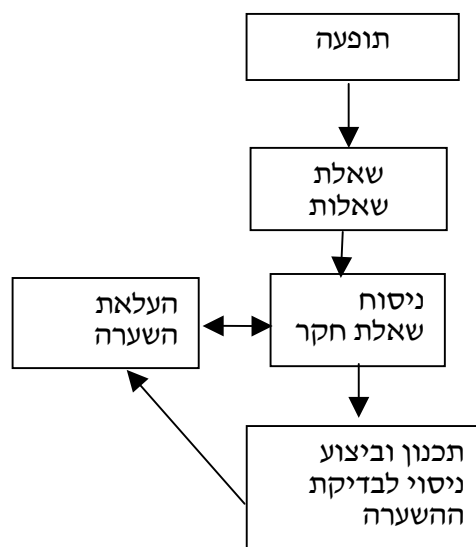 תופעה
שאלת
שאלות
ניסוח
שאלת חקר
העלאת
השערה
תכנון וביצוע
ניסוי לבדיקת
ההשערה